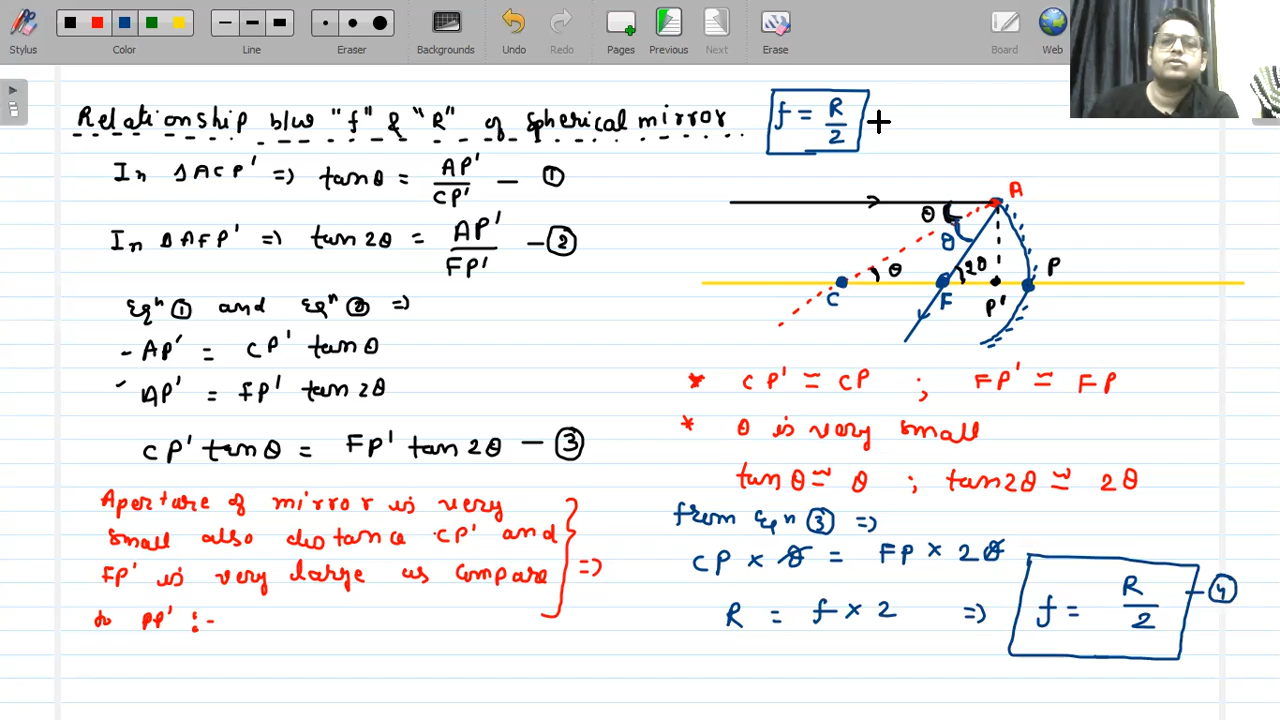 Stylus Color Line Eraser Backgrounds Undo Redo Pages Previous Next Erase Board Web
Relationship b/w "f" & "R" of spherical mirror
f = R/2
In ΔACP' => tanθ = AP'/CP' — ①
In ΔAFP' => tan2θ = AP'/FP' — ②
Eqⁿ ① and Eqⁿ ② =>
AP' = CP' tanθ
AP' = FP' tan2θ
CP' tanθ = FP' tan2θ — ③
Aperture of mirror is very
small also distance CP' and
FP' is very large as compare
to PP' :-
=>
A
θ
θ
θ
2θ
P
C
F
P'
* CP' ≃ CP ; FP' ≃ FP
* θ is very small
tanθ ≃ θ ; tan2θ ≃ 2θ
from Eqⁿ ③ =>
CP × θ = FP × 2θ
R = f × 2 => f = R/2 — ④